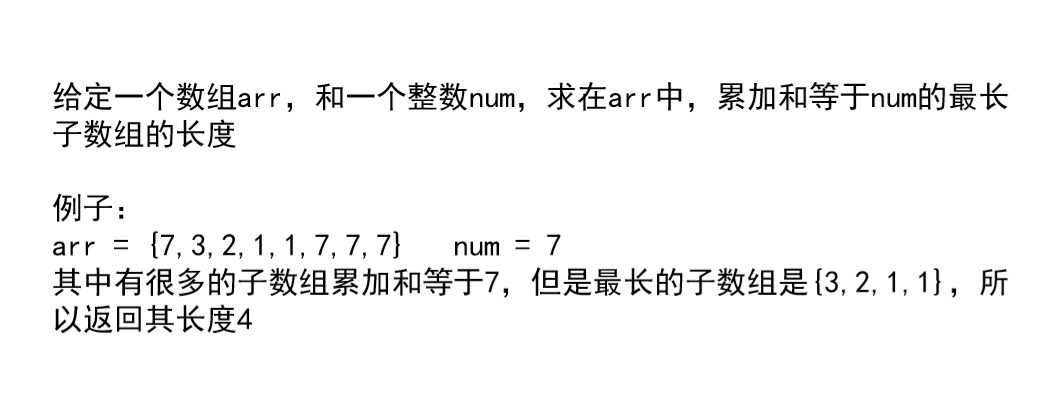 给定一个数组arr，和一个整数num，求在arr中，累加和等于num的最长
子数组的长度
例子：
arr = {7,3,2,1,1,7,7,7}   num = 7
其中有很多的子数组累加和等于7，但是最长的子数组是{3,2,1,1}，所
以返回其长度4